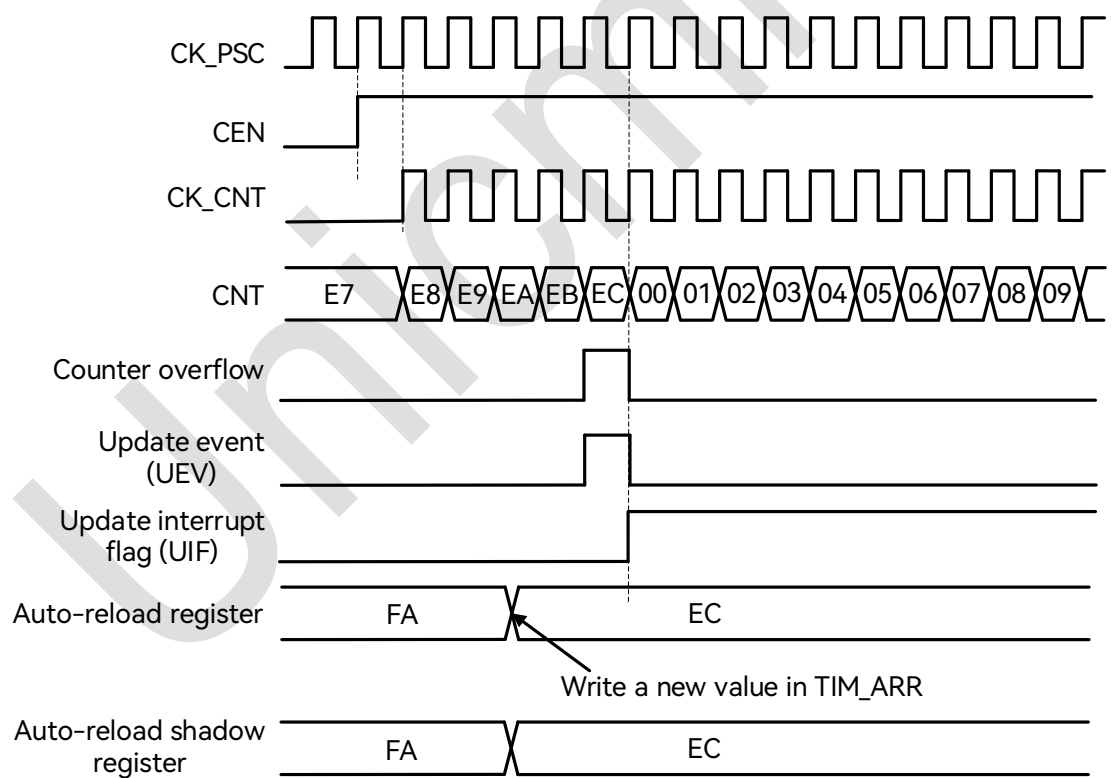 CK_PSC
CEN
CK_CNT
CNT E7 E8 E9 EA EB EC 00 01 02 03 04 05 06 07 08 09
Counter overflow
Update event
(UEV)
Update interrupt
flag (UIF)
Auto-reload register FA EC
Write a new value in TIM_ARR
Auto-reload shadow
register
FA EC
Unicm